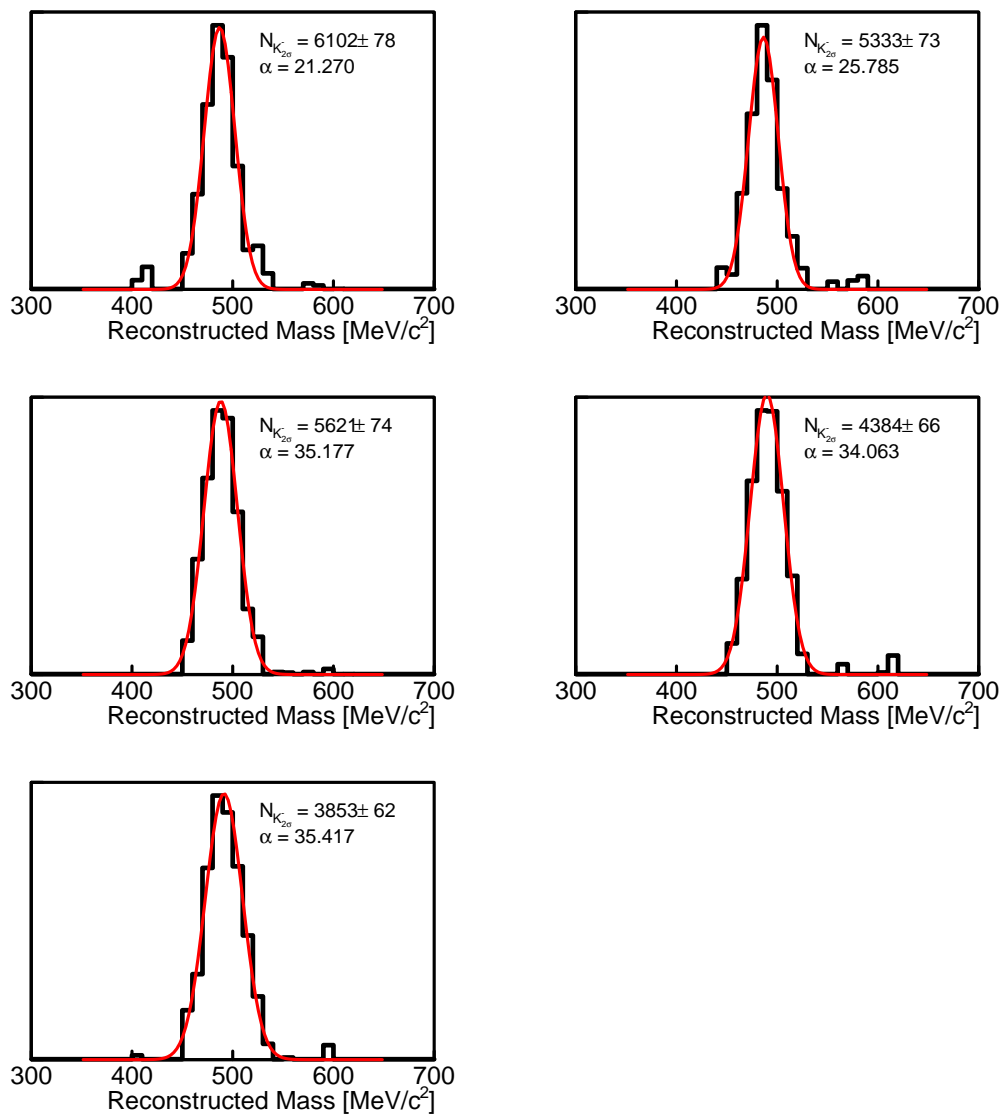 N_{K^-_{2σ}} = 6102± 78
α = 21.270
300 400 500 600 700
Reconstructed Mass [MeV/c²]
N_{K^-_{2σ}} = 5333± 73
α = 25.785
300 400 500 600 700
Reconstructed Mass [MeV/c²]
N_{K^-_{2σ}} = 5621± 74
α = 35.177
300 400 500 600 700
Reconstructed Mass [MeV/c²]
N_{K^-_{2σ}} = 4384± 66
α = 34.063
300 400 500 600 700
Reconstructed Mass [MeV/c²]
N_{K^-_{2σ}} = 3853± 62
α = 35.417
300 400 500 600 700
Reconstructed Mass [MeV/c²]